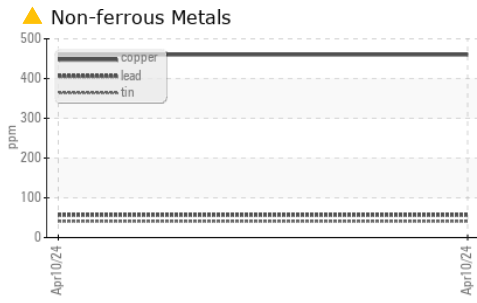 Non-ferrous Metals
500
400
300
200
100
0
ppm
copper
lead
tin
Apr10/24
Apr10/24